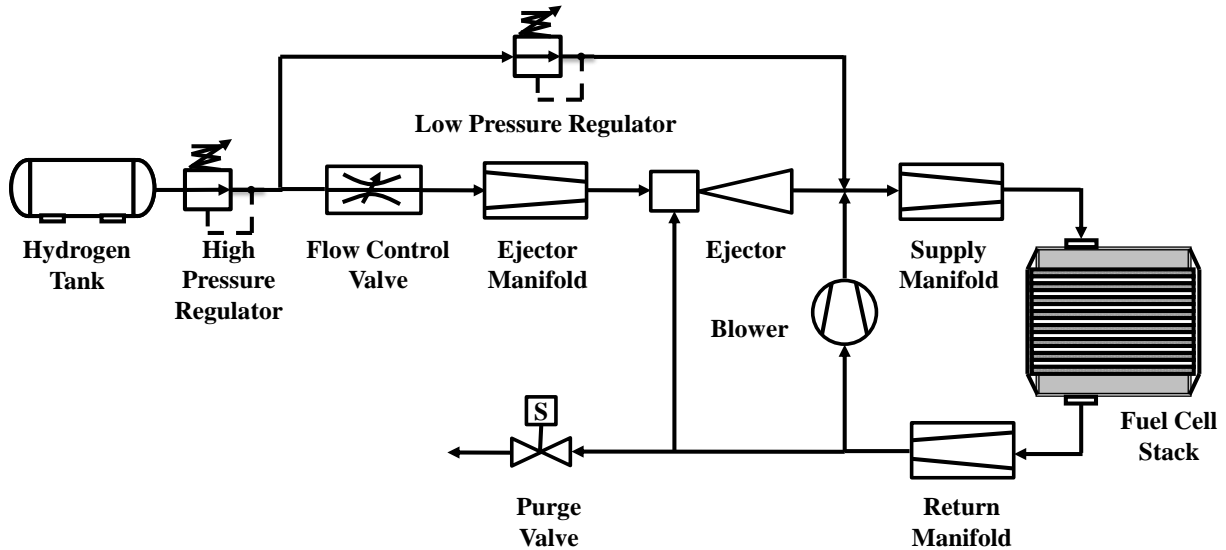 Low Pressure Regulator
Hydrogen
Tank
High
Pressure
Regulator
Flow Control
Valve
Ejector
Manifold
Ejector
Supply
Manifold
Blower
S
Fuel Cell
Stack
Purge
Valve
Return
Manifold